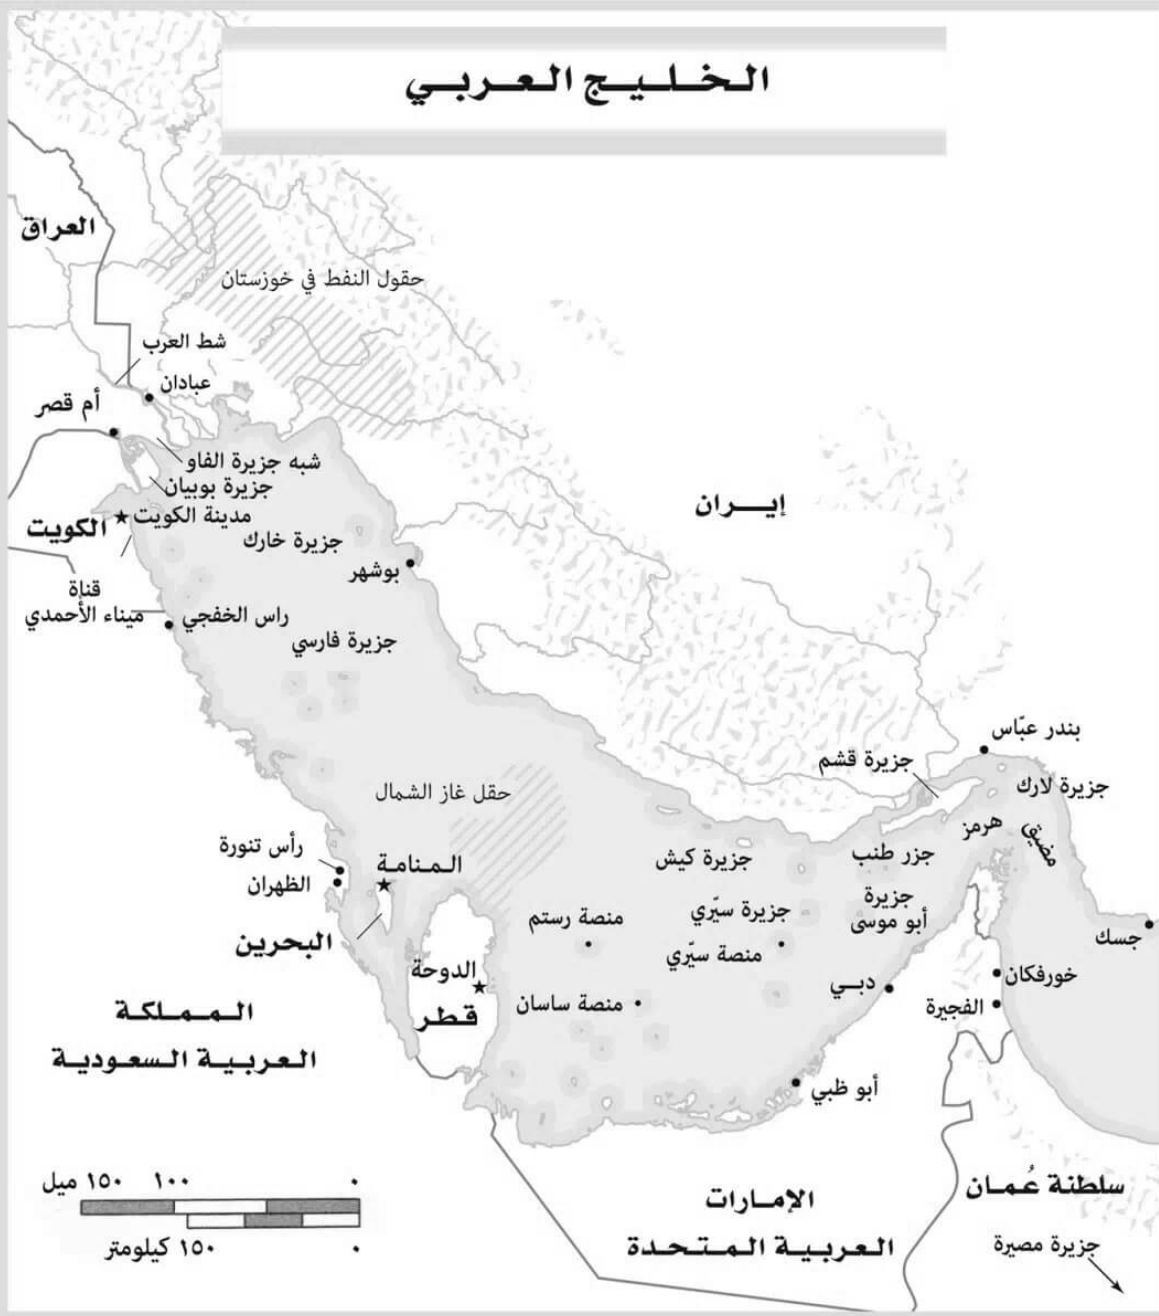 الخليج العربي
العراق
حقول النفط في خوزستان
شط العرب
عبادان
أم قصر
شبه جزيرة الفاو
جزيرة بوبيان
إيران
مدينة الكويت
الكويت
جزيرة خارك
بوشهر
قناة
ميناء الأحمدي
راس الخفجي
جزيرة فارسي
بندر عبّاس
جزيرة قشم
جزيرة لارك
حقل غاز الشمال
مضيق هرمز
رأس تنورة
المنامة
جزيرة كيش
جزر طنب
الظهران
جزيرة
أبو موسى
جزيرة سيّري
منصة رستم
جسك
البحرين
منصة سيّري
الدوحة
خورفكان
دبي
منصة ساسان
الفجيرة
قطر
المملكة
العربية السعودية
أبو ظبي
٠ ١٠٠ ١٥٠ ميل
٠ ١٥٠ كيلومتر
الإمارات
العربية المتحدة
سلطنة عُمان
جزيرة مصيرة